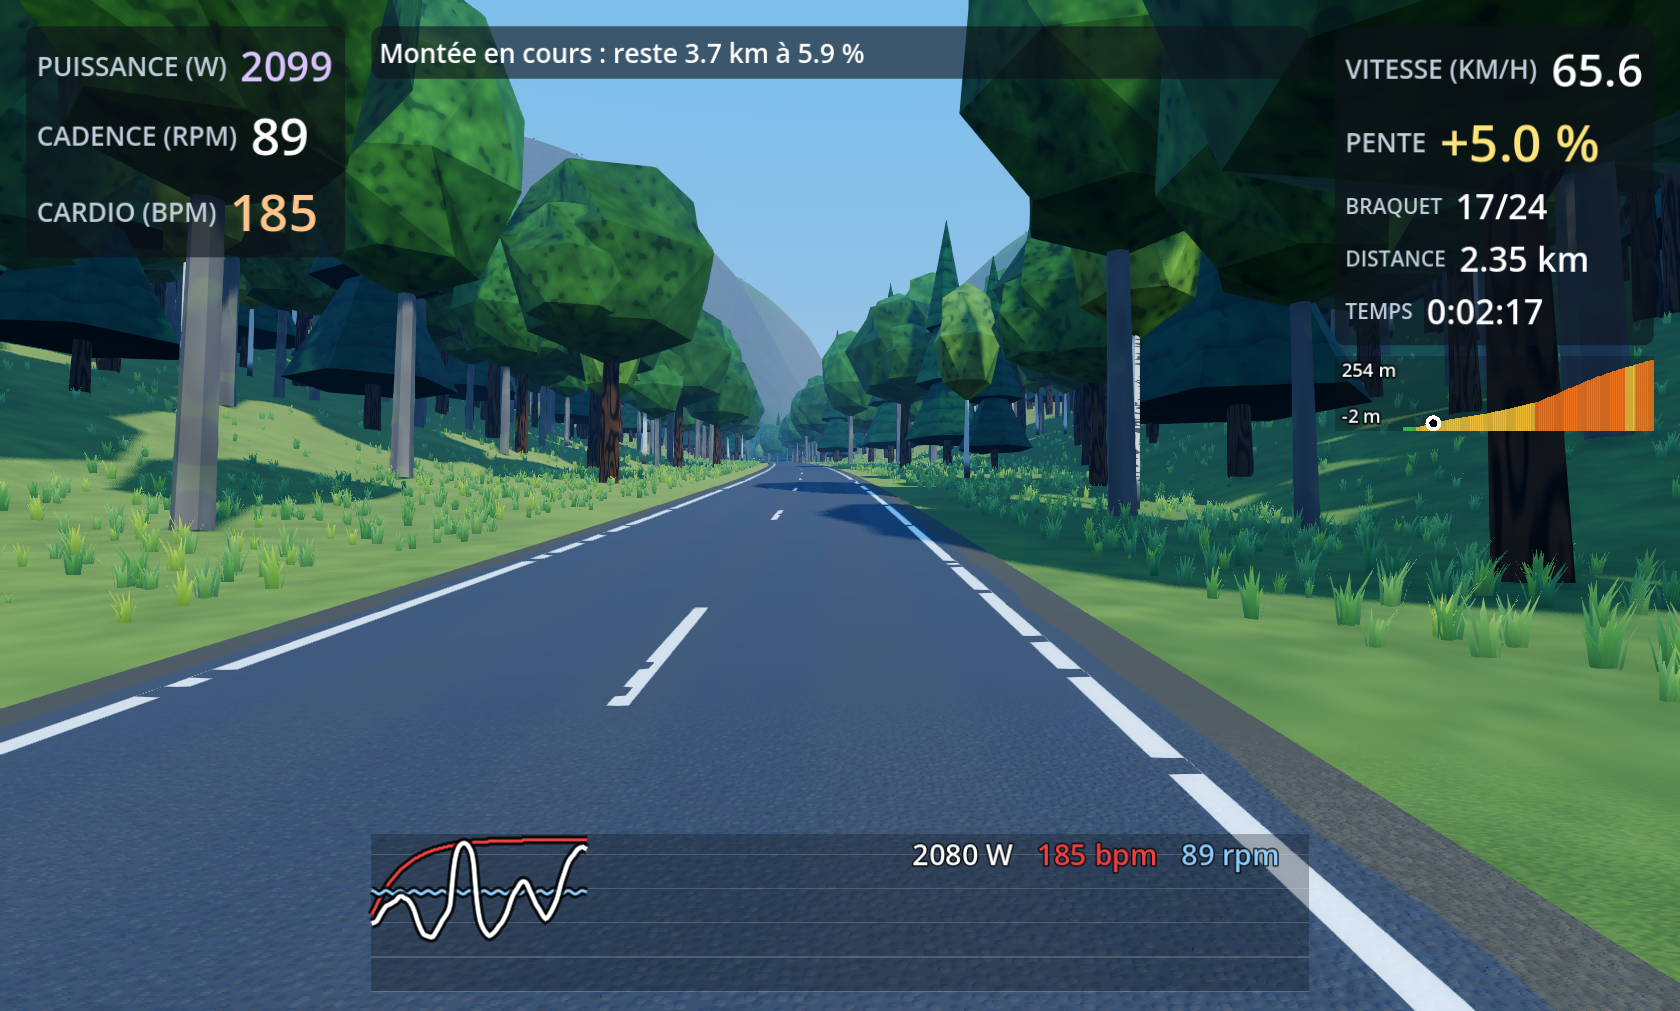 PUISSANCE (W) 2099
CADENCE (RPM) 89
CARDIO (BPM) 185
Montée en cours : reste 3.7 km à 5.9 %
VITESSE (KM/H) 65.6
PENTE +5.0 %
BRAQUET 17/24
DISTANCE 2.35 km
TEMPS 0:02:17
254 m
-2 m
2080 W 185 bpm 89 rpm